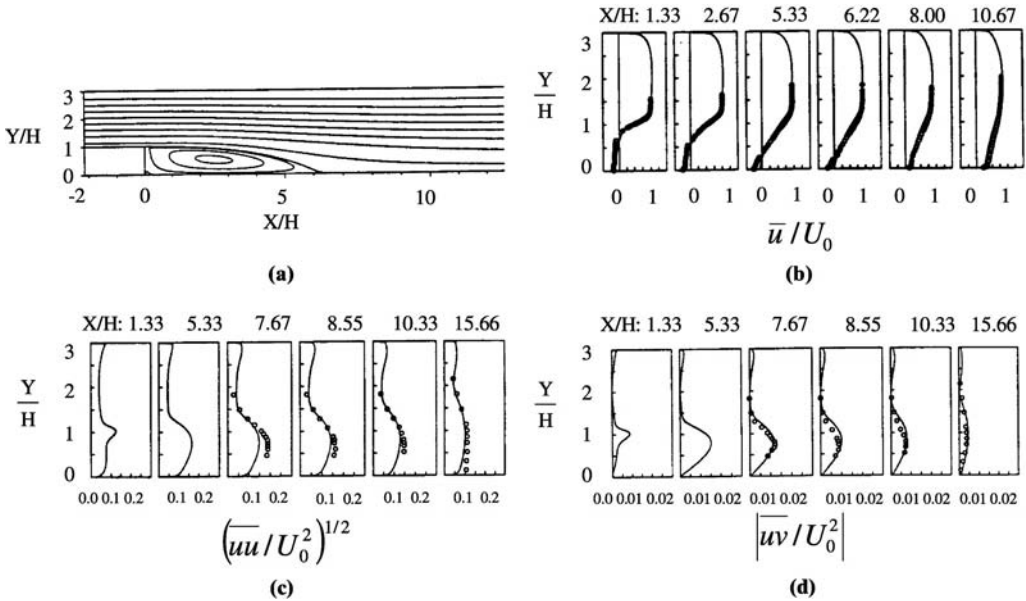 3
Y/H 2
1
0
-2 0 5 10
X/H
(a)
X/H: 1.33 2.67 5.33 6.22 8.00 10.67
3
Y/H 2
1
0
0 1 0 1 0 1 0 1 0 1 0 1
u̅ / U₀
(b)
X/H: 1.33 5.33 7.67 8.55 10.33 15.66
3
Y/H 2
1
0
0.0 0.1 0.2 0.1 0.2 0.1 0.2 0.1 0.2 0.1 0.2 0.1 0.2
(u̅u̅ / U₀²)^1/2
(c)
X/H: 1.33 5.33 7.67 8.55 10.33 15.66
3
Y/H 2
1
0
0.0 0.01 0.02 0.01 0.02 0.01 0.02 0.01 0.02 0.01 0.02 0.01 0.02
|u̅v̅ / U₀²|
(d)